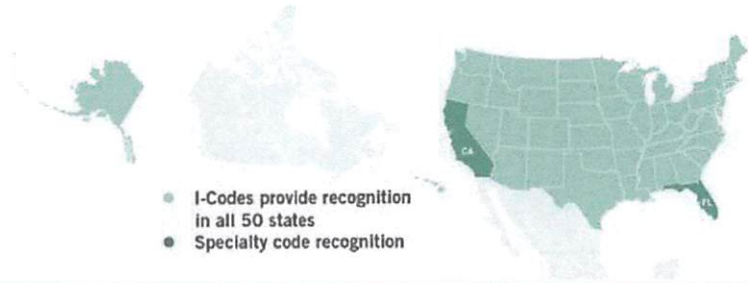 CA
FL
I-Codes provide recognition
in all 50 states
Specialty code recognition